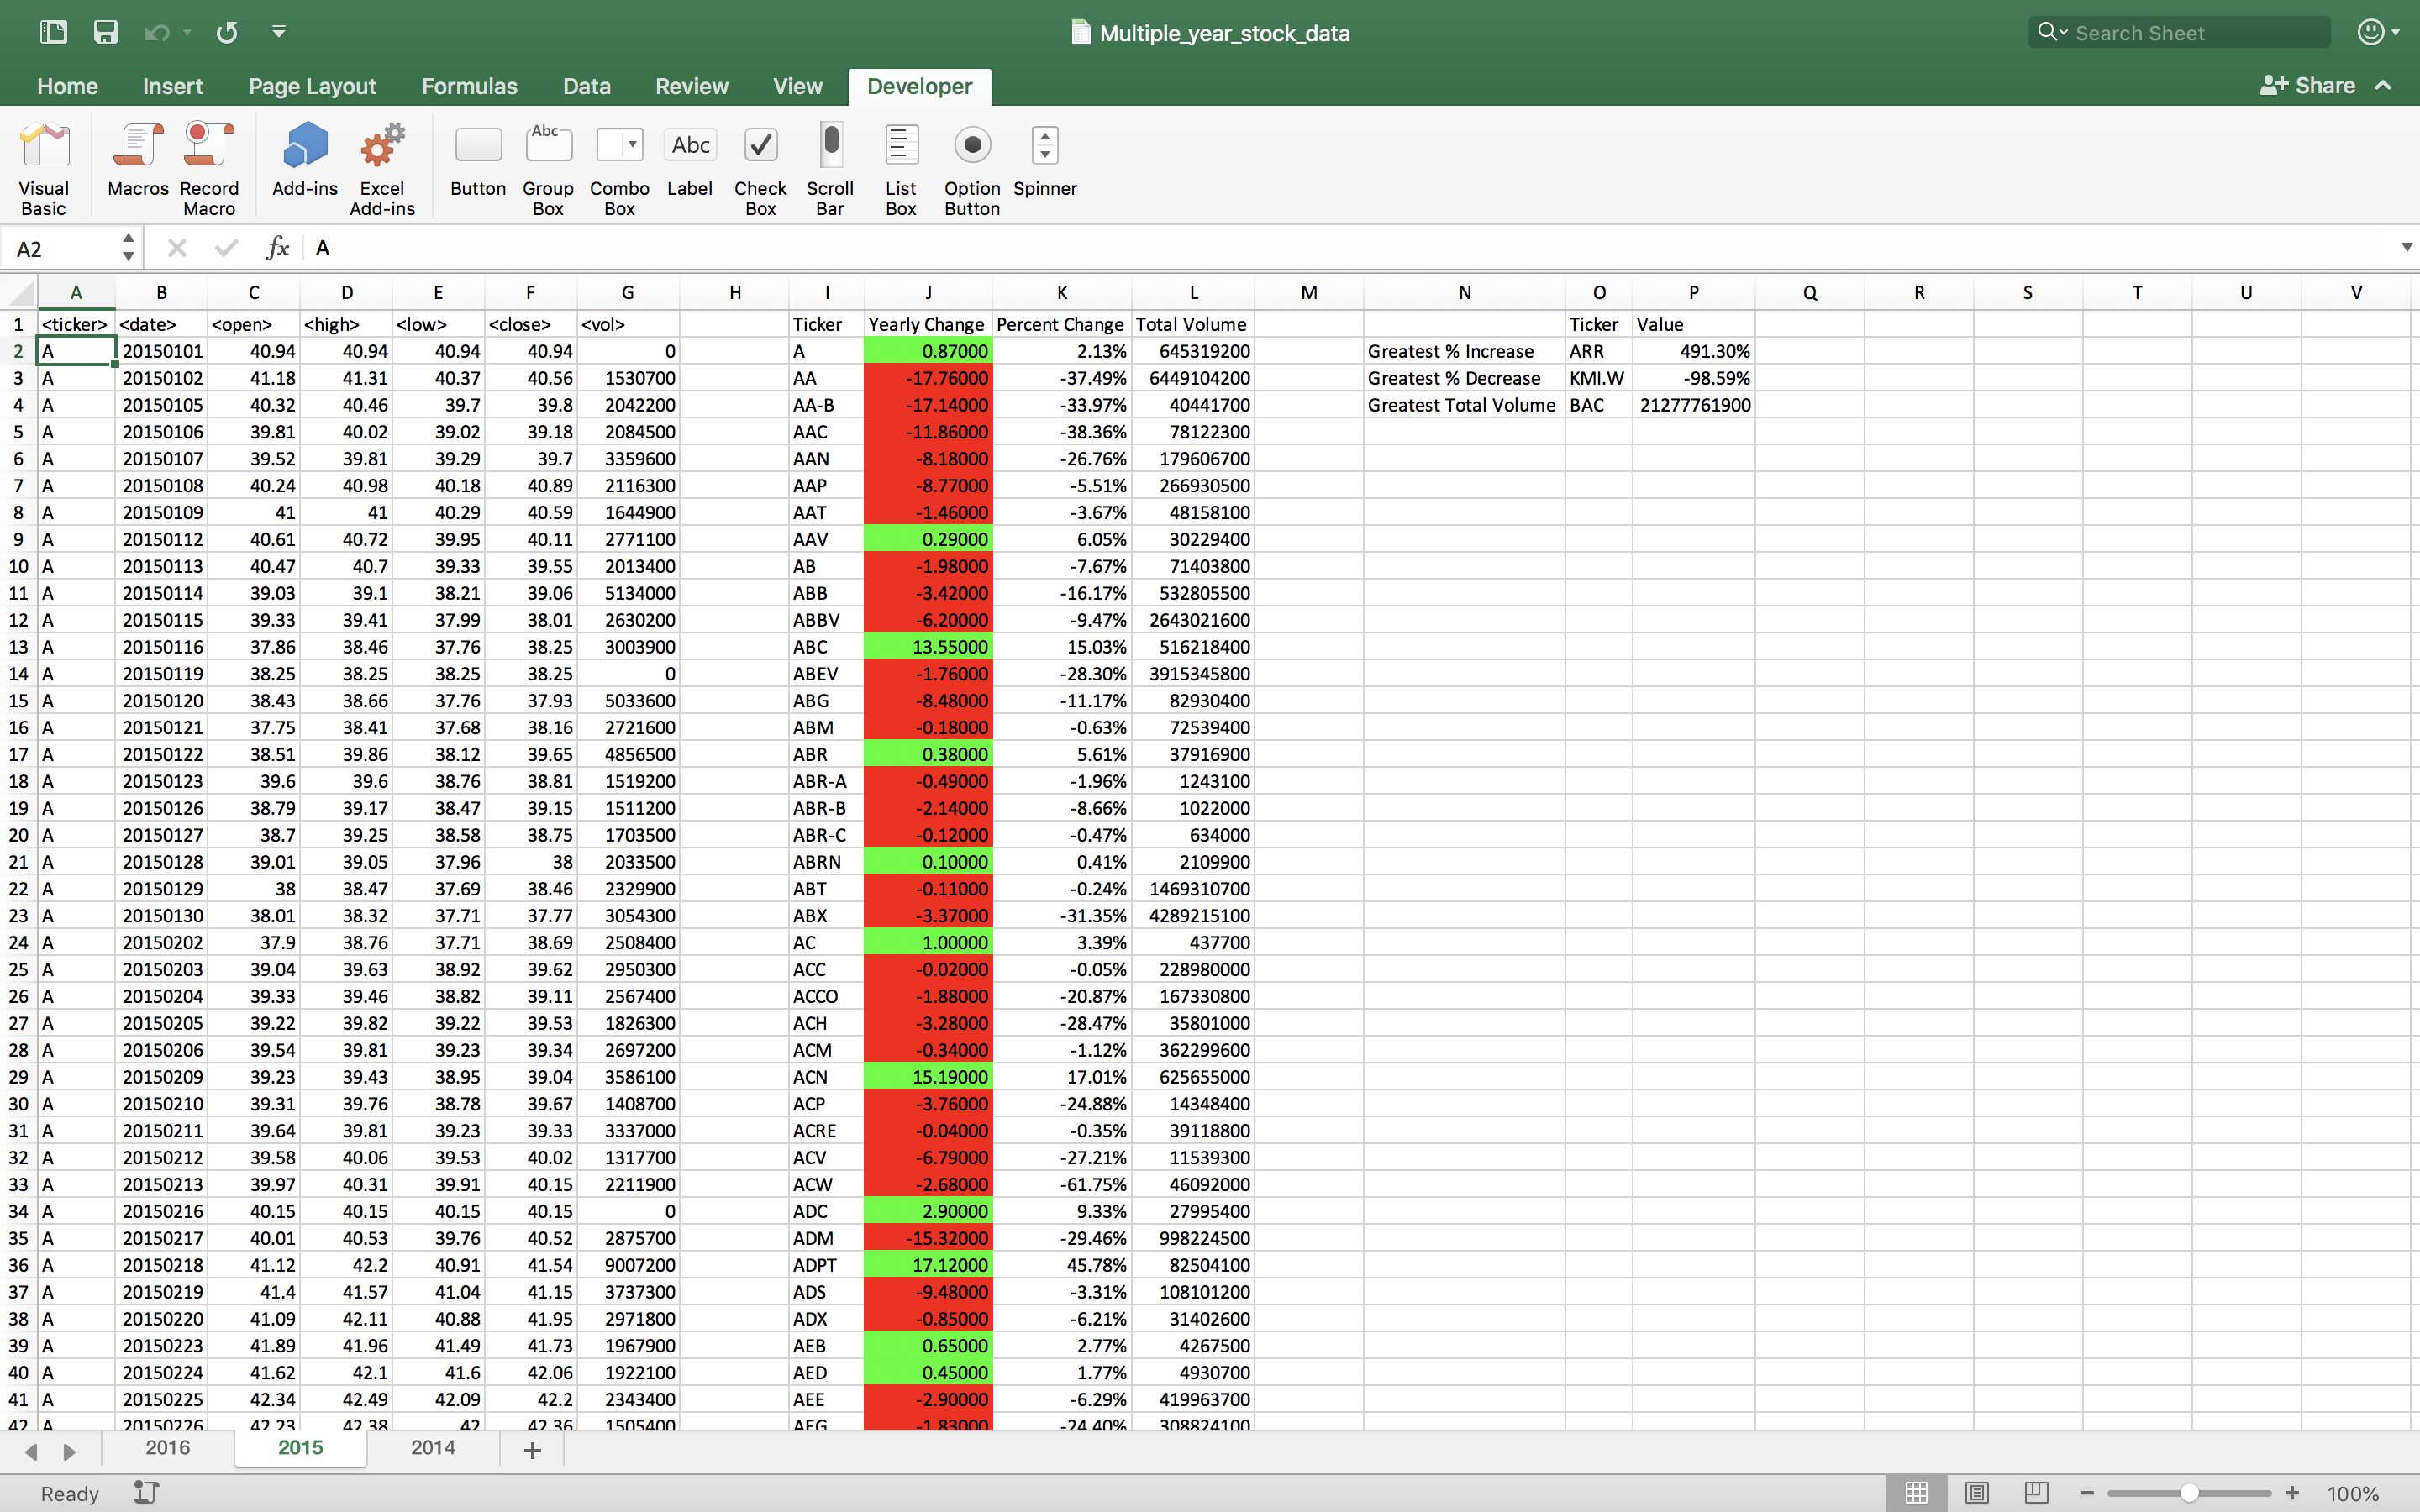 Multiple_year_stock_data
Search Sheet
Home Insert Page Layout Formulas Data Review View Developer Share
Visual Basic Macros Record Macro Add-ins Excel Add-ins Button Group Box Combo Box Label Check Box Scroll Bar List Box Option Button Spinner
Abc Abc
A2 fx A
A B C D E F G H I J K L M N O P Q R S T U V
1 <ticker> <date> <open> <high> <low> <close> <vol> Ticker Yearly Change Percent Change Total Volume Ticker Value
2 A 20150101 40.94 40.94 40.94 40.94 0 A 0.87000 2.13% 645319200 Greatest % Increase ARR 491.30%
3 A 20150102 41.18 41.31 40.37 40.56 1530700 AA -17.76000 -37.49% 6449104200 Greatest % Decrease KMI.W -98.59%
4 A 20150105 40.32 40.46 39.7 39.8 2042200 AA-B -17.14000 -33.97% 40441700 Greatest Total Volume BAC 21277761900
5 A 20150106 39.81 40.02 39.02 39.18 2084500 AAC -11.86000 -38.36% 78122300
6 A 20150107 39.52 39.81 39.29 39.7 3359600 AAN -8.18000 -26.76% 179606700
7 A 20150108 40.24 40.98 40.18 40.89 2116300 AAP -8.77000 -5.51% 266930500
8 A 20150109 41 41 40.29 40.59 1644900 AAT -1.46000 -3.67% 48158100
9 A 20150112 40.61 40.72 39.95 40.11 2771100 AAV 0.29000 6.05% 30229400
10 A 20150113 40.47 40.7 39.33 39.55 2013400 AB -1.98000 -7.67% 71403800
11 A 20150114 39.03 39.1 38.21 39.06 5134000 ABB -3.42000 -16.17% 532805500
12 A 20150115 39.33 39.41 37.99 38.01 2630200 ABBV -6.20000 -9.47% 2643021600
13 A 20150116 37.86 38.46 37.76 38.25 3003900 ABC 13.55000 15.03% 516218400
14 A 20150119 38.25 38.25 38.25 38.25 0 ABEV -1.76000 -28.30% 3915345800
15 A 20150120 38.43 38.66 37.76 37.93 5033600 ABG -8.48000 -11.17% 82930400
16 A 20150121 37.75 38.41 37.68 38.16 2721600 ABM -0.18000 -0.63% 72539400
17 A 20150122 38.51 39.86 38.12 39.65 4856500 ABR 0.38000 5.61% 37916900
18 A 20150123 39.6 39.6 38.76 38.81 1519200 ABR-A -0.49000 -1.96% 1243100
19 A 20150126 38.79 39.17 38.47 39.15 1511200 ABR-B -2.14000 -8.66% 1022000
20 A 20150127 38.7 39.25 38.58 38.75 1703500 ABR-C -0.12000 -0.47% 634000
21 A 20150128 39.01 39.05 37.96 38 2033500 ABRN 0.10000 0.41% 2109900
22 A 20150129 38 38.47 37.69 38.46 2329900 ABT -0.11000 -0.24% 1469310700
23 A 20150130 38.01 38.32 37.71 37.77 3054300 ABX -3.37000 -31.35% 4289215100
24 A 20150202 37.9 38.76 37.71 38.69 2508400 AC 1.00000 3.39% 437700
25 A 20150203 39.04 39.63 38.92 39.62 2950300 ACC -0.02000 -0.05% 228980000
26 A 20150204 39.33 39.46 38.82 39.11 2567400 ACCO -1.88000 -20.87% 167330800
27 A 20150205 39.22 39.82 39.22 39.53 1826300 ACH -3.28000 -28.47% 35801000
28 A 20150206 39.54 39.81 39.23 39.34 2697200 ACM -0.34000 -1.12% 362299600
29 A 20150209 39.23 39.43 38.95 39.04 3586100 ACN 15.19000 17.01% 625655000
30 A 20150210 39.31 39.76 38.78 39.67 1408700 ACP -3.76000 -24.88% 14348400
31 A 20150211 39.64 39.81 39.23 39.33 3337000 ACRE -0.04000 -0.35% 39118800
32 A 20150212 39.58 40.06 39.53 40.02 1317700 ACV -6.79000 -27.21% 11539300
33 A 20150213 39.97 40.31 39.91 40.15 2211900 ACW -2.68000 -61.75% 46092000
34 A 20150216 40.15 40.15 40.15 40.15 0 ADC 2.90000 9.33% 27995400
35 A 20150217 40.01 40.53 39.76 40.52 2875700 ADM -15.32000 -29.46% 998224500
36 A 20150218 41.12 42.2 40.91 41.54 9007200 ADPT 17.12000 45.78% 82504100
37 A 20150219 41.4 41.57 41.04 41.15 3737300 ADS -9.48000 -3.31% 108101200
38 A 20150220 41.09 42.11 40.88 41.95 2971800 ADX -0.85000 -6.21% 31402600
39 A 20150223 41.89 41.96 41.49 41.73 1967900 AEB 0.65000 2.77% 4267500
40 A 20150224 41.62 42.1 41.6 42.06 1922100 AED 0.45000 1.77% 4930700
41 A 20150225 42.34 42.49 42.09 42.2 2343400 AEE -2.90000 -6.29% 419963700
42 A 20150226 42.23 42.38 42 42.36 1505400 AEG -1.83000 -24.40% 308824100
2016 2015 2014 +
Ready 100%